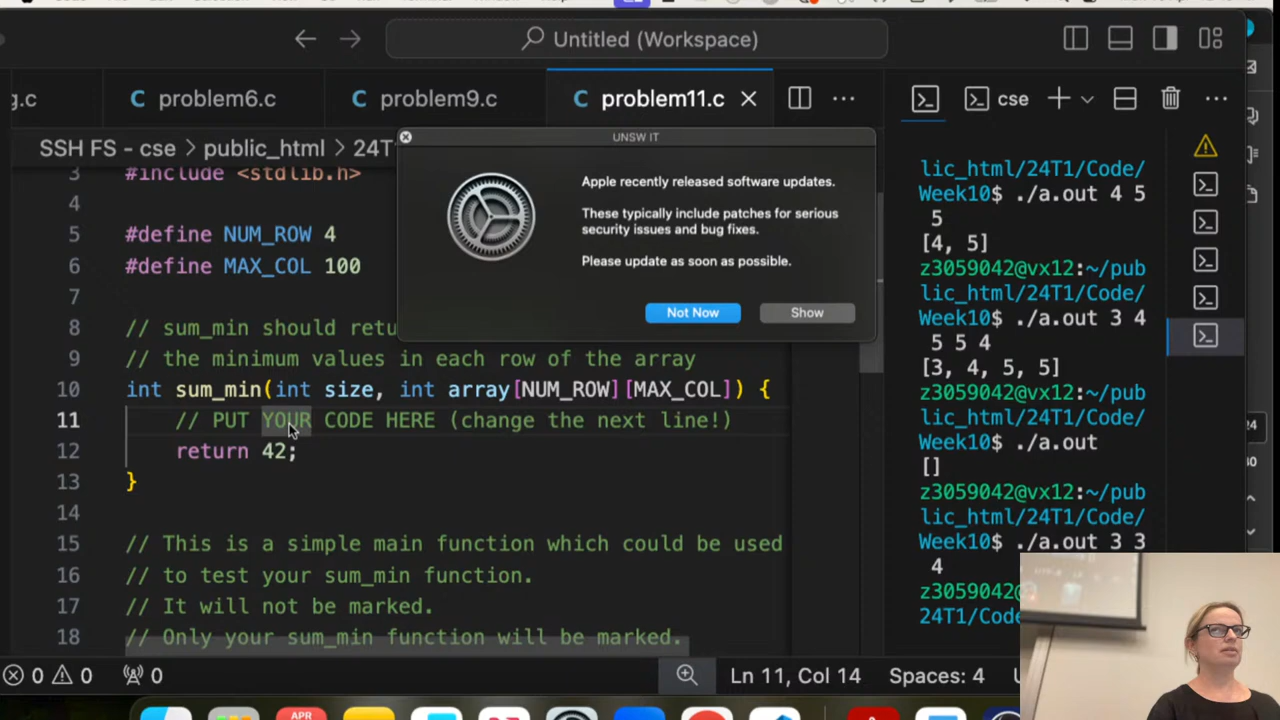 Untitled (Workspace)
g.c
C problem6.c
C problem9.c
C problem11.c
cse
SSH FS - cse > public_html > 24T
3 #include <stdlib.h>
4
5 #define NUM_ROW 4
6 #define MAX_COL 100
7
8 // sum_min should retu
9 // the minimum values in each row of the array
10 int sum_min(int size, int array[NUM_ROW][MAX_COL]) {
11 // PUT YOUR CODE HERE (change the next line!)
12 return 42;
13 }
14
15 // This is a simple main function which could be used
16 // to test your sum_min function.
17 // It will not be marked.
18 // Only your sum_min function will be marked.
UNSW IT
Apple recently released software updates.
These typically include patches for serious
security issues and bug fixes.
Please update as soon as possible.
Not Now
Show
lic_html/24T1/Code/
Week10$ ./a.out 4 5
5
[4, 5]
z3059042@vx12:~/pub
lic_html/24T1/Code/
Week10$ ./a.out 3 4
5 5 4
[3, 4, 5, 5]
z3059042@vx12:~/pub
lic_html/24T1/Code/
Week10$ ./a.out
[]
z3059042@vx12:~/pub
lic_html/24T1/Code/
Week10$ ./a.out 3 3
4
z3059042@vx12:~/pub
24T1/Code/
24
0 0
0
Ln 11, Col 14
Spaces: 4
APR